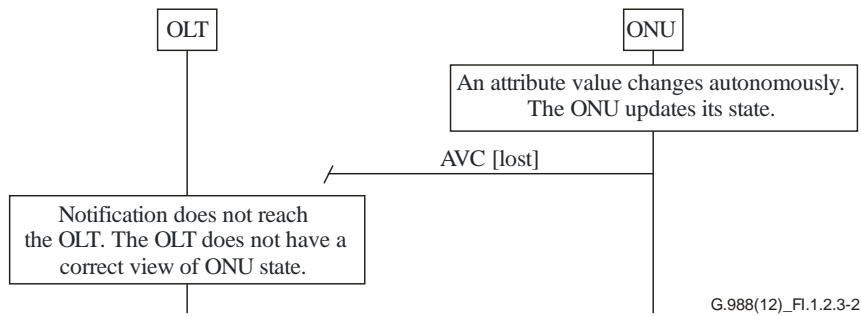 OLT
ONU
An attribute value changes autonomously.
The ONU updates its state.
AVC [lost]
Notification does not reach
the OLT. The OLT does not have a
correct view of ONU state.
G.988(12)_FI.1.2.3-2